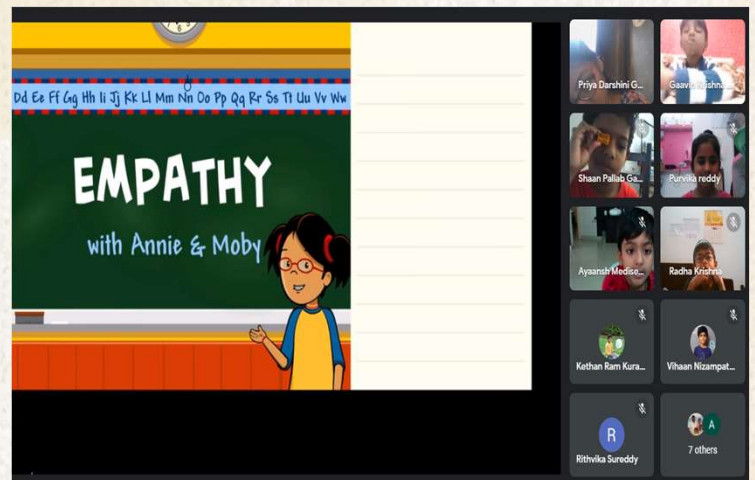 6
Dd Ee Ff Gg Hh Ii Jj Kk Ll Mm Nn Oo Pp Qq Rr Ss Tt Uu Vv Ww
EMPATHY
with Annie & Moby
Priya Darshini G...
Gaavin Krishna...
Shaan Pallab Ga...
Purvika reddy
Ayaansh Medise...
Radha Krishna
Kethan Ram Kura...
Vihaan Nizampat...
R
Rithvika Sureddy
A
7 others